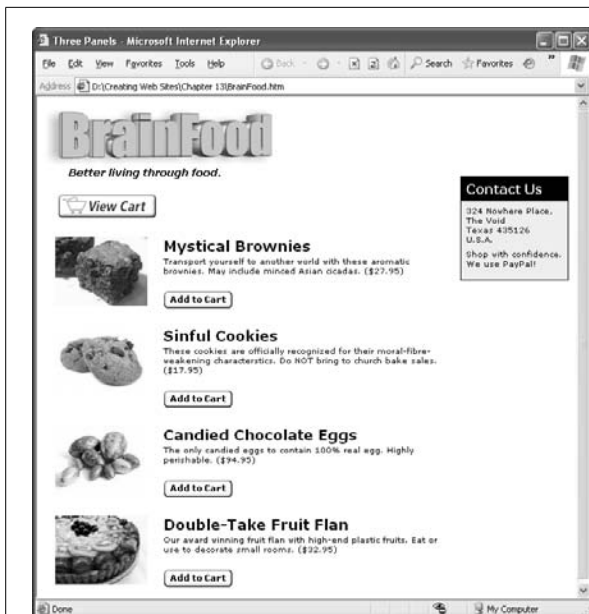 Three Panels - Microsoft Internet Explorer
File Edit View Favorites Tools Help Back Search Favorites »
Address D:\Creating Web Sites\Chapter 13\BrainFood.htm
BrainFood
Better living through food.
View Cart
Contact Us
324 Nowhere Place,
The Void
Texas 435126
U.S.A.
Shop with confidence.
We use PayPal!
Mystical Brownies
Transport yourself to another world with these aromatic
brownies. May include minced Asian cicadas. ($27.95)
Add to Cart
Sinful Cookies
These cookies are officially recognized for their moral-fibre-
weakening characterstics. Do NOT bring to church bake sales.
($17.95)
Add to Cart
Candied Chocolate Eggs
The only candied eggs to contain 100% real egg. Highly
perishable. ($94.95)
Add to Cart
Double-Take Fruit Flan
Our award winning fruit flan with high-end plastic fruits. Eat or
use to decorate small rooms. ($32.95)
Add to Cart
Done My Computer